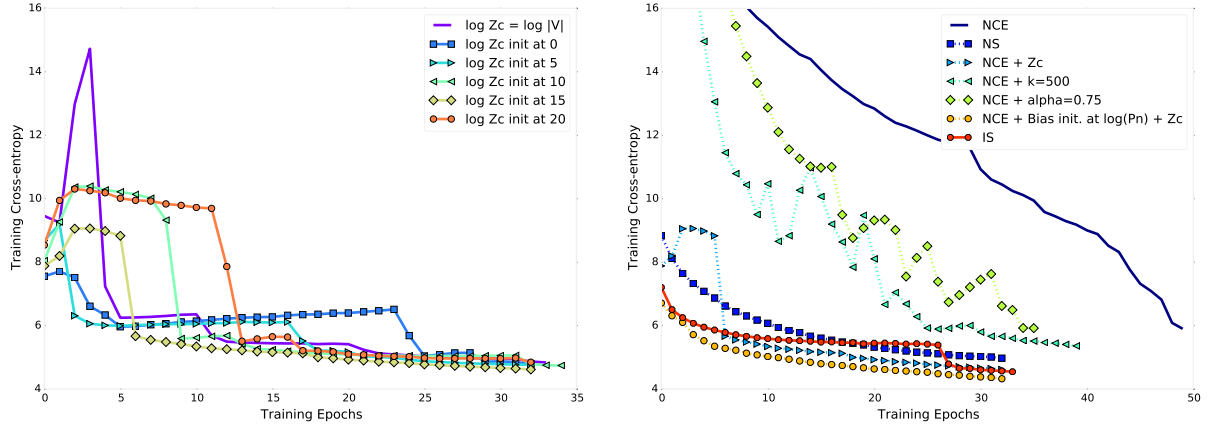 16
14
12
10
8
6
4
Training Cross-entropy
0 5 10 15 20 25 30 35
Training Epochs
log Zc = log |V|
log Zc init at 0
log Zc init at 5
log Zc init at 10
log Zc init at 15
log Zc init at 20
16
14
12
10
8
6
4
Training Cross-entropy
0 10 20 30 40 50
Training Epochs
NCE
NS
NCE + Zc
NCE + k=500
NCE + alpha=0.75
NCE + Bias init. at log(Pn) + Zc
IS